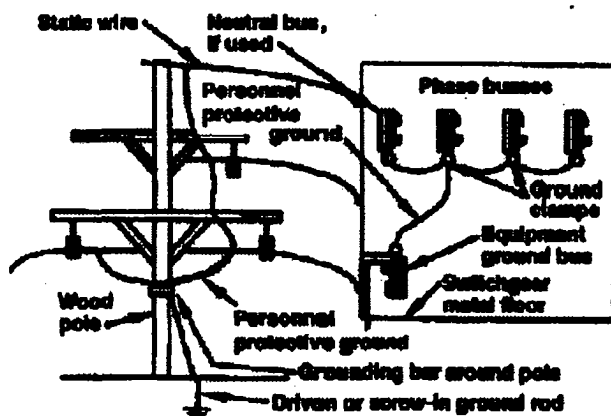 Static wire
Neutral bus,
if used
Phase busses
Personnel
protective
ground
Ground
clamps
Equipment
ground bus
Switchgear
metal floor
Wood
pole
Personnel
protective ground
Grounding bar around pole
Driven or screw-in ground rod